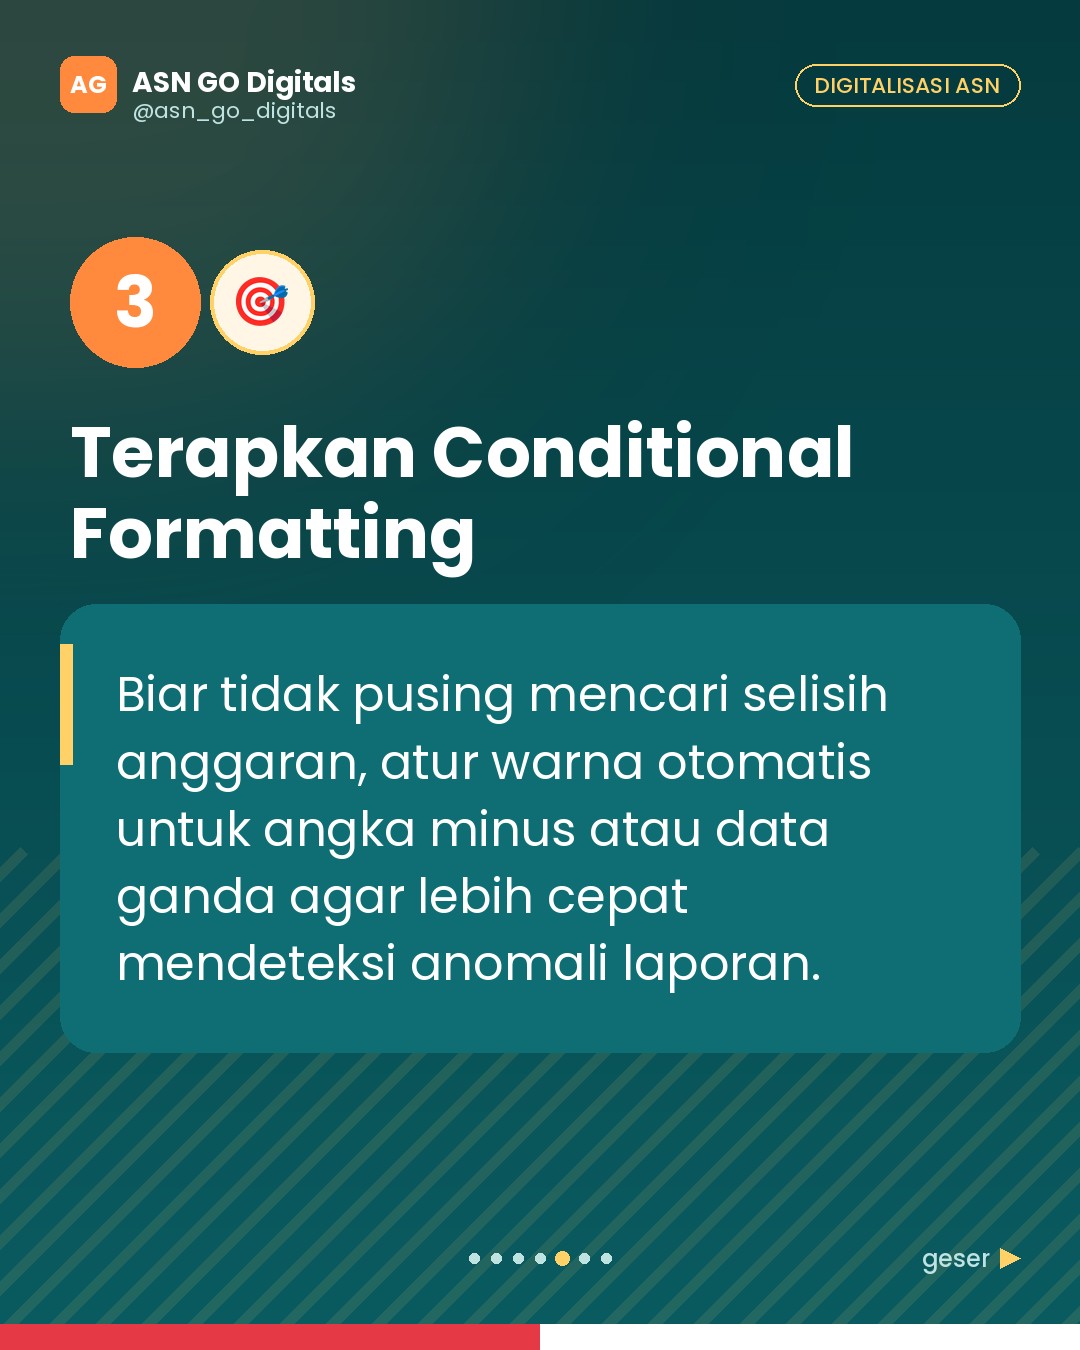 AG
ASN GO Digitals
@asn_go_digitals
DIGITALISASI ASN
3
Terapkan Conditional
Formatting
Biar tidak pusing mencari selisih
anggaran, atur warna otomatis
untuk angka minus atau data
ganda agar lebih cepat
mendeteksi anomali laporan.
geser